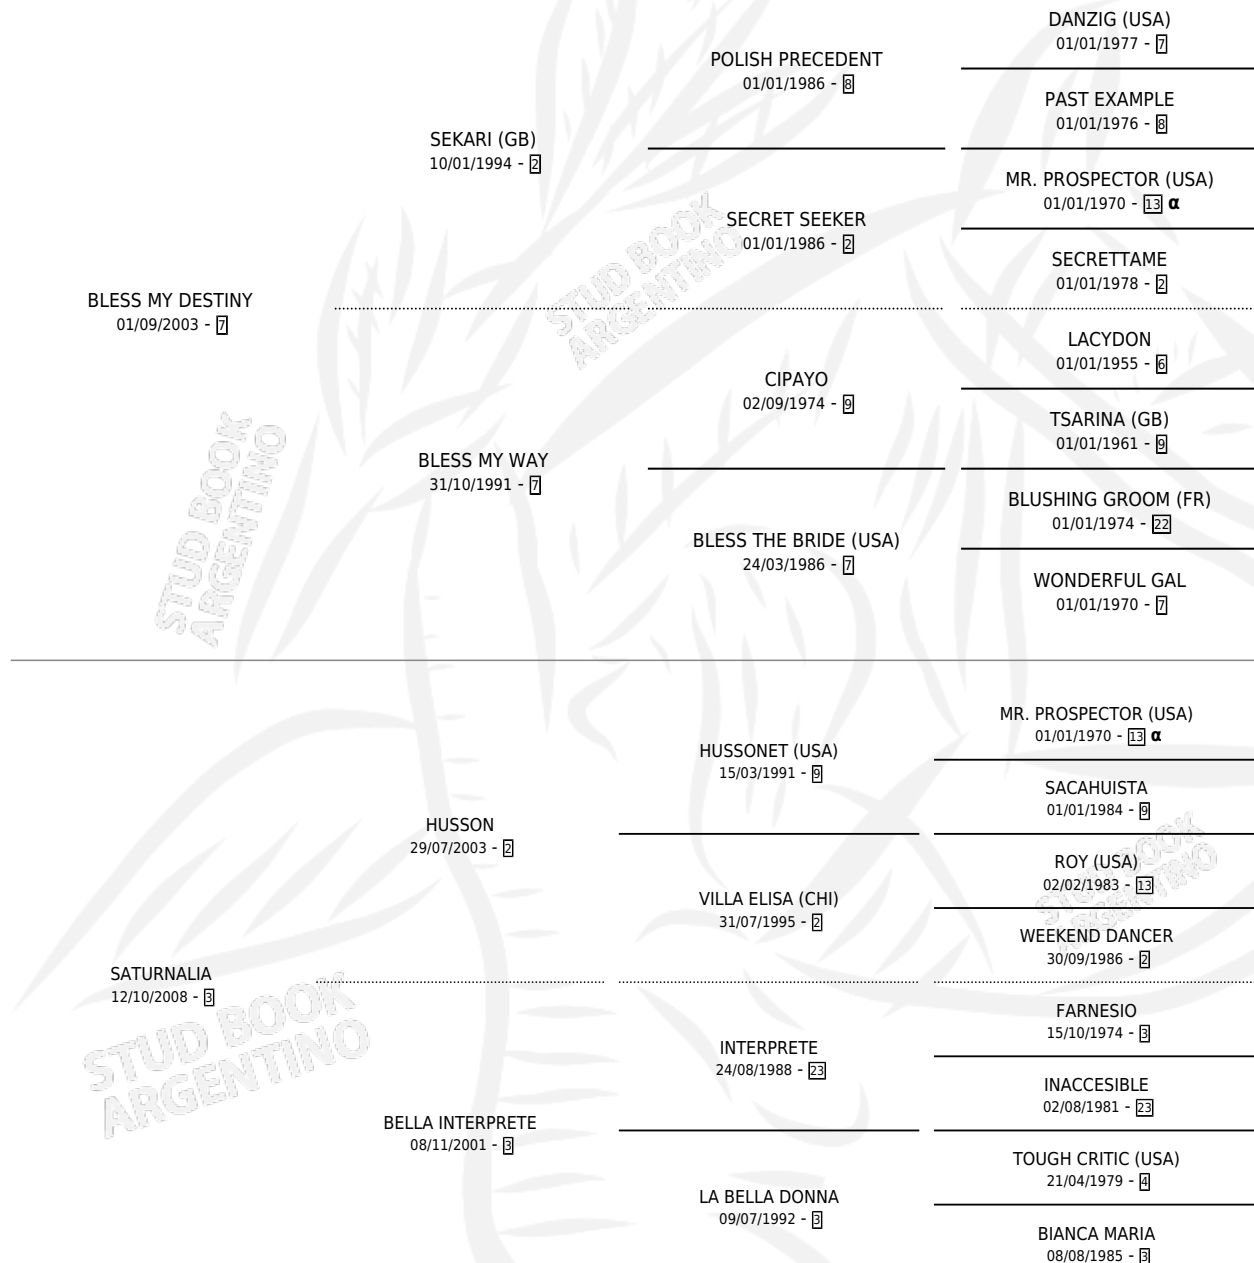 DANZIG (USA)
01/01/1977 - 7
POLISH PRECEDENT
01/01/1986 - 8
PAST EXAMPLE
01/01/1976 - 8
SEKARI (GB)
10/01/1994 - 2
MR. PROSPECTOR (USA)
01/01/1970 - 13 α
SECRET SEEKER
01/01/1986 - 2
SECRETTAME
01/01/1978 - 2
BLESS MY DESTINY
01/09/2003 - 7
LACYDON
01/01/1955 - 6
CIPAYO
02/09/1974 - 9
TSARINA (GB)
01/01/1961 - 9
BLESS MY WAY
31/10/1991 - 7
BLUSHING GROOM (FR)
01/01/1974 - 22
BLESS THE BRIDE (USA)
24/03/1986 - 7
WONDERFUL GAL
01/01/1970 - 7
MR. PROSPECTOR (USA)
01/01/1970 - 13 α
HUSSONET (USA)
15/03/1991 - 9
SACAHUISTA
01/01/1984 - 9
HUSSON
29/07/2003 - 2
ROY (USA)
02/02/1983 - 13
VILLA ELISA (CHI)
31/07/1995 - 2
WEEKEND DANCER
30/09/1986 - 2
SATURNALIA
12/10/2008 - 3
FARNESIO
15/10/1974 - 3
INTERPRETE
24/08/1988 - 23
INACCESIBLE
02/08/1981 - 23
BELLA INTERPRETE
08/11/2001 - 3
TOUGH CRITIC (USA)
21/04/1979 - 4
LA BELLA DONNA
09/07/1992 - 3
BIANCA MARIA
08/08/1985 - 3
STUD BOOK
ARGENTINO
STUD BOOK
ARGENTINO
STUD BOOK
ARGENTINO
STUD BOOK
ARGENTINO